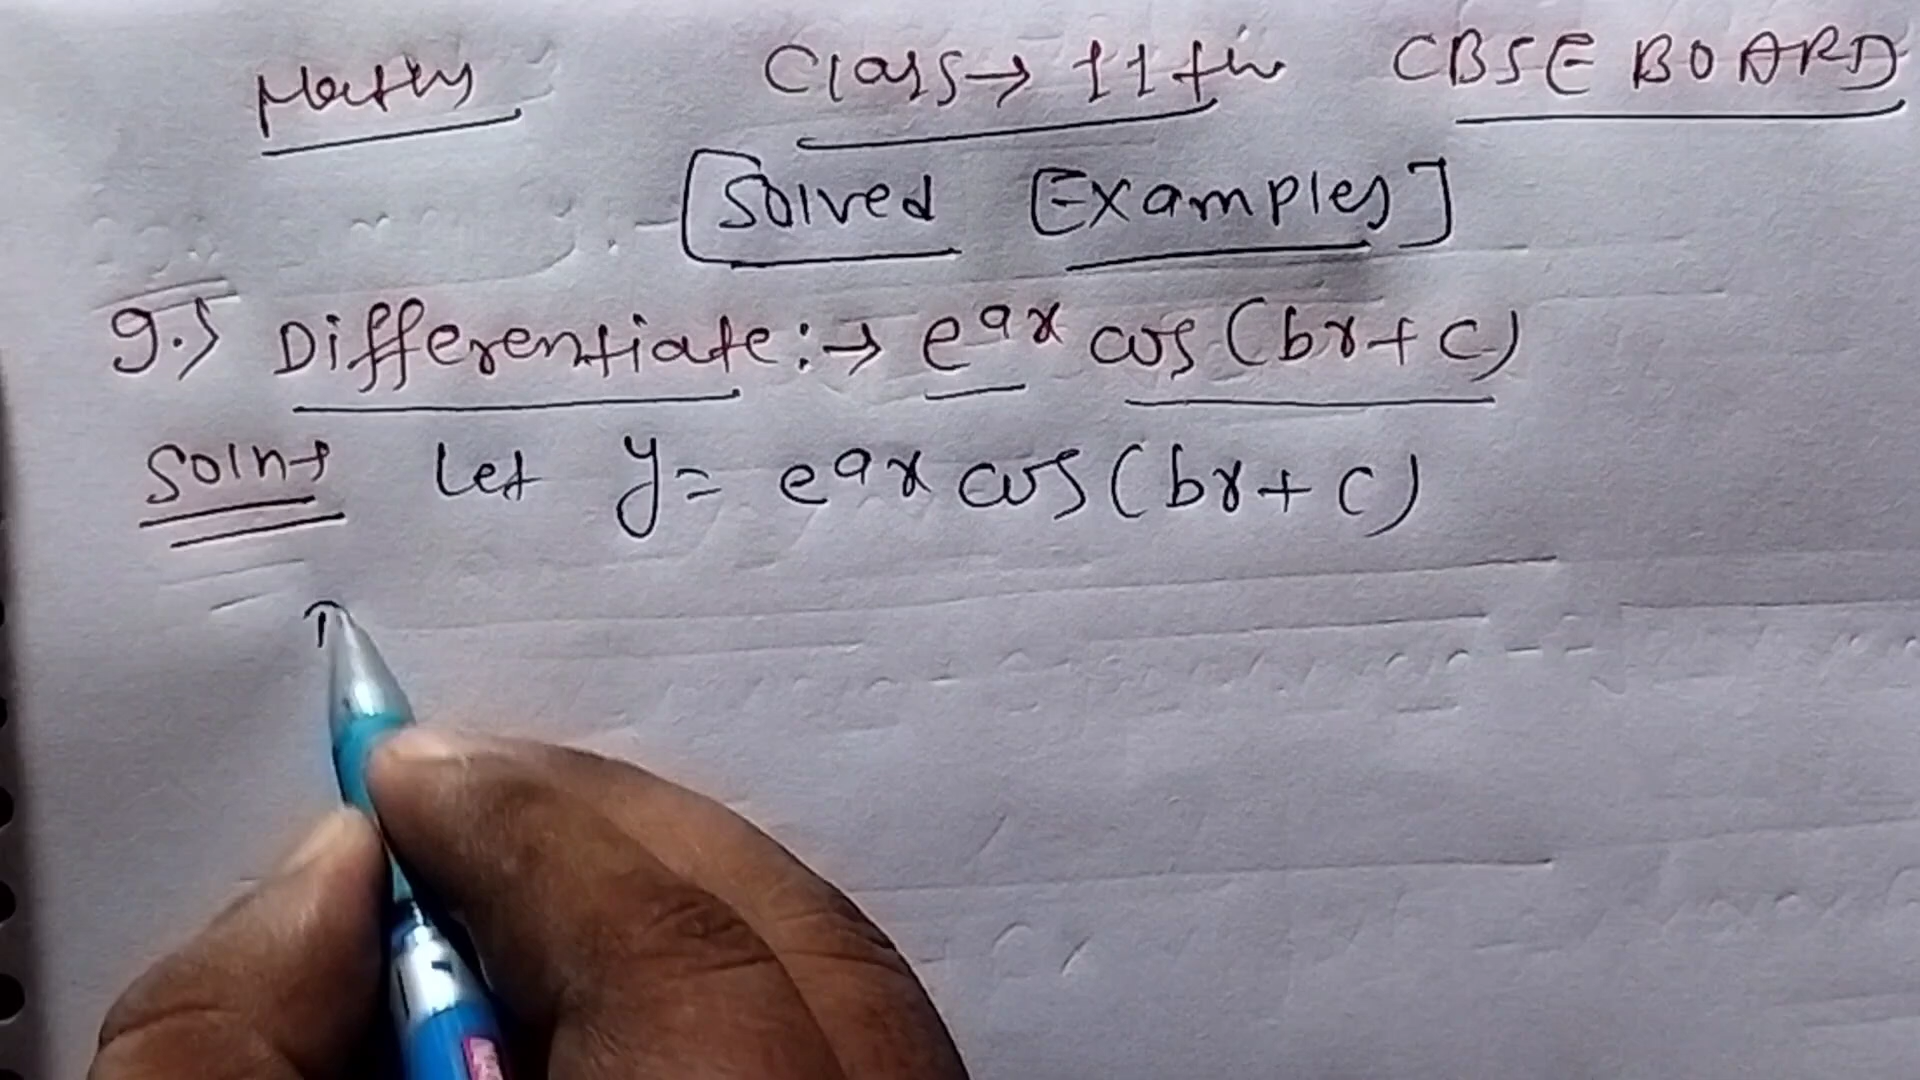 Maths Class→ 11th CBSE BOARD
[Solved Examples]
9.> Differentiate:→ e^ax cos(bx+c)
Soln→ Let y= e^ax cos(bx+c)